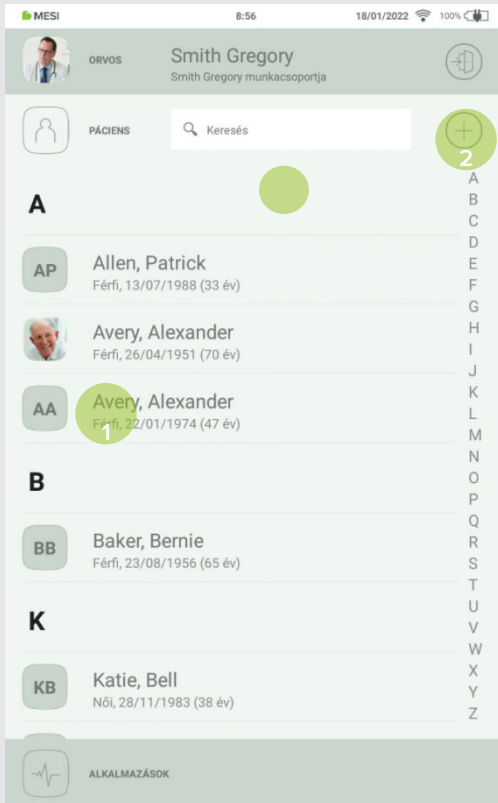 MESI 8:56 18/01/2022 100%
ORVOS
Smith Gregory
Smith Gregory munkacsoportja
PÁCIENS
Keresés
2
A
AP
Allen, Patrick
Férfi, 13/07/1988 (33 év)
Avery, Alexander
Férfi, 26/04/1951 (70 év)
AA
Avery, Alexander
Férfi, 22/01/1974 (47 év)
1
B
BB
Baker, Bernie
Férfi, 23/08/1956 (65 év)
K
KB
Katie, Bell
Női, 28/11/1983 (38 év)
A
B
C
D
E
F
G
H
I
J
K
L
M
N
O
P
Q
R
S
T
U
V
W
X
Y
Z
ALKALMAZÁSOK